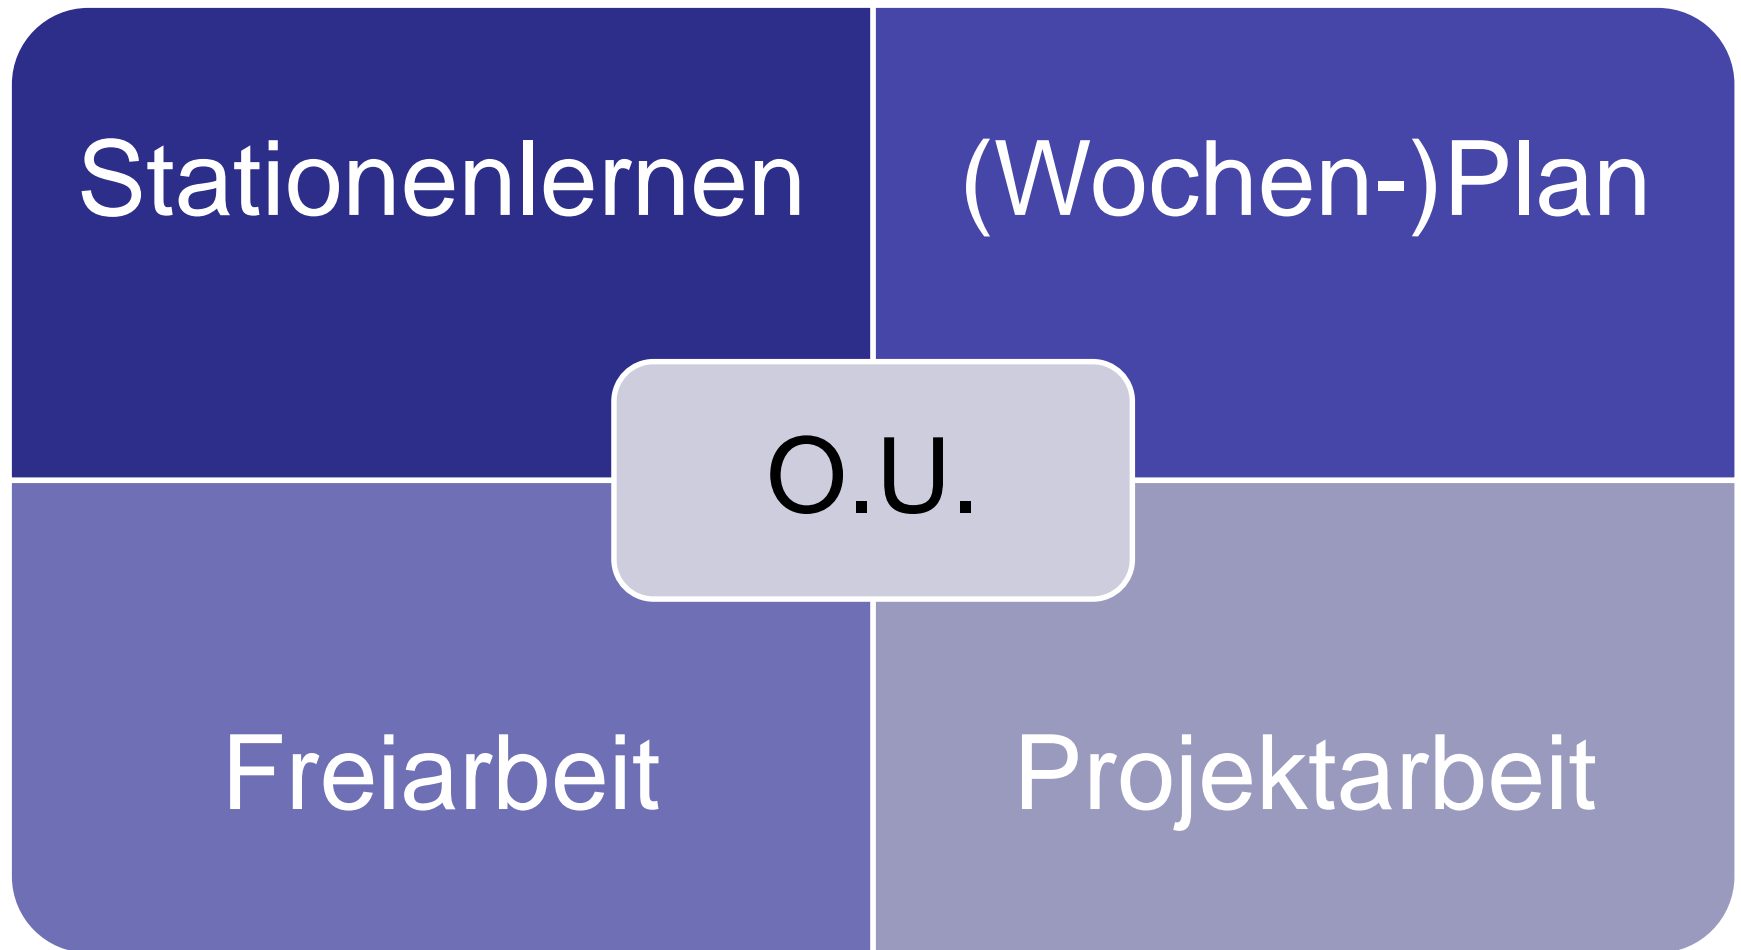 Stationenlernen
(Wochen-)Plan
O.U.
Freiarbeit
Projektarbeit